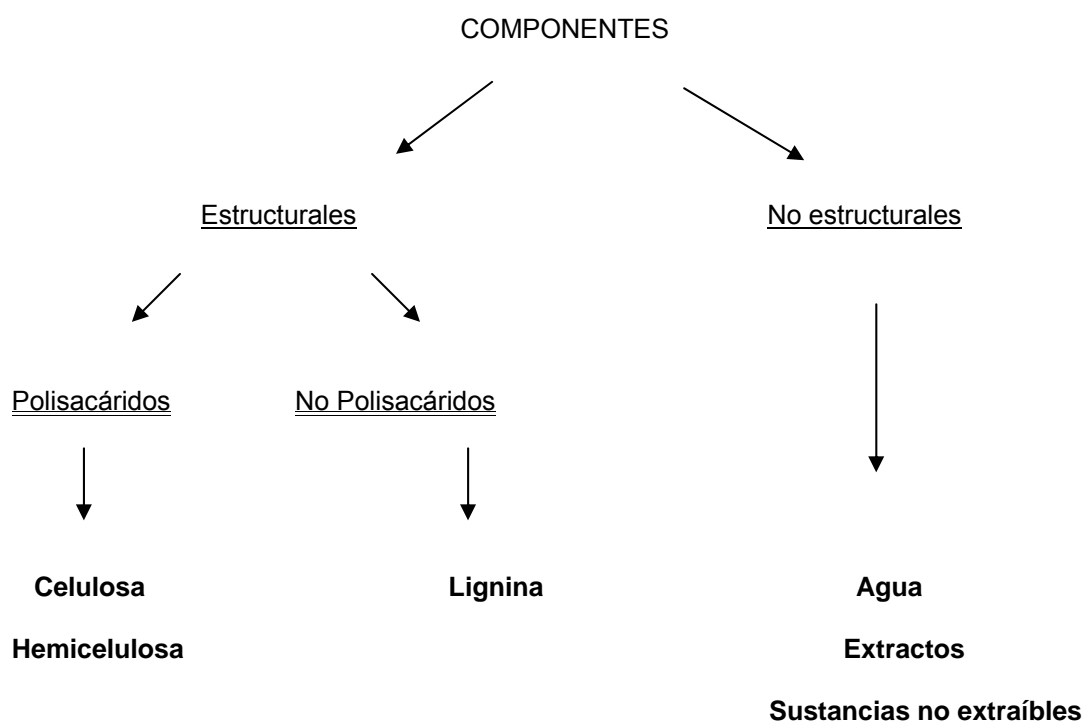 COMPONENTES
Estructurales No estructurales
Polisacáridos No Polisacáridos
Celulosa Lignina Agua
Hemicelulosa Extractos
Sustancias no extraíbles